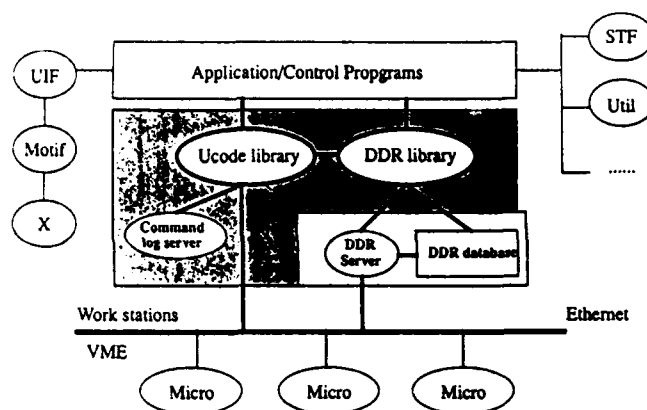 STF
UIF
Application/Control Propgrams
Util
Motif
Ucode library
DDR library
......
X
Command
log server
DDR
Server
DDR database
Work stations
Ethernet
VME
Micro
Micro
Micro